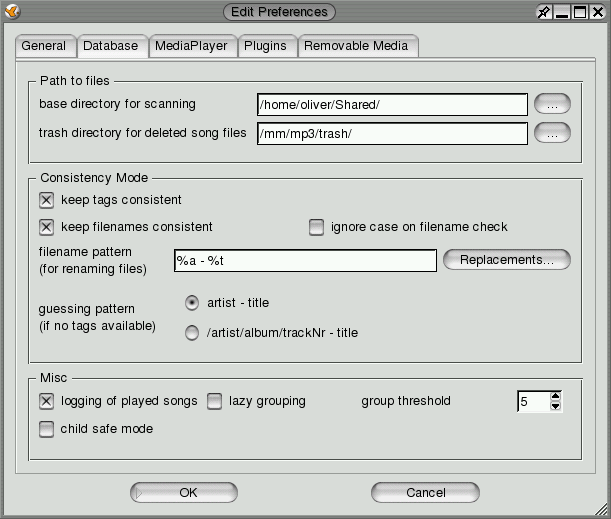 Edit Preferences
General Database MediaPlayer Plugins Removable Media
Path to files
base directory for scanning /home/oliver/Shared/ ...
trash directory for deleted song files /mm/mp3/trash/ ...
Consistency Mode
keep tags consistent
keep filenames consistent ignore case on filename check
filename pattern
(for renaming files) %a - %t Replacements...
guessing pattern
(if no tags available)
artist - title
/artist/album/trackNr - title
Misc
logging of played songs lazy grouping group threshold 5
child safe mode
OK Cancel